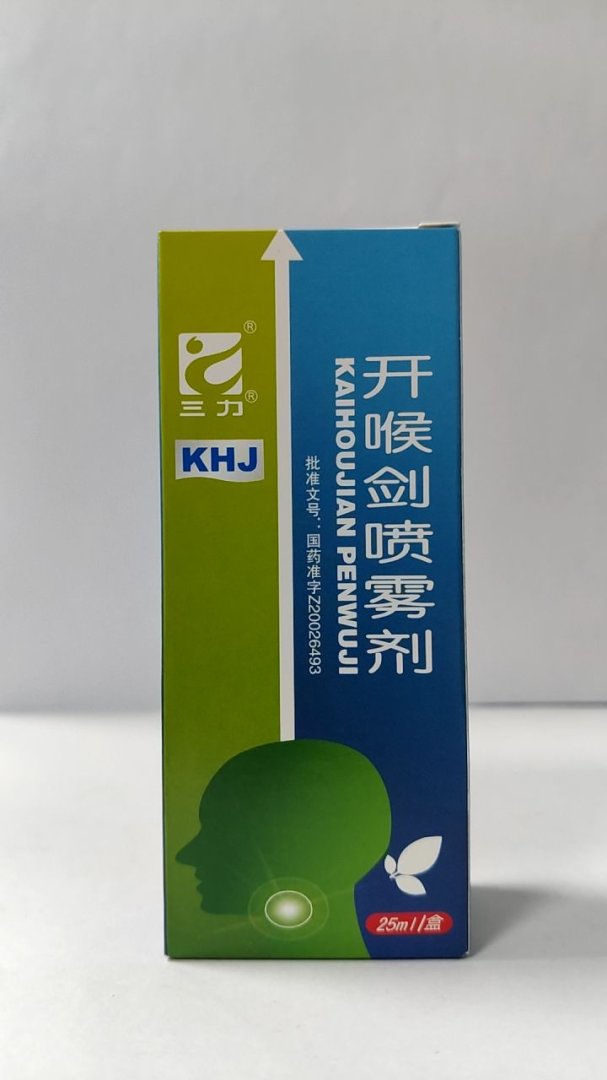 ®
三力®
KHJ
开喉剑喷雾剂
KAIHOUJIAN PENWUJI
批准文号：国药准字Z20026493
25ml/盒